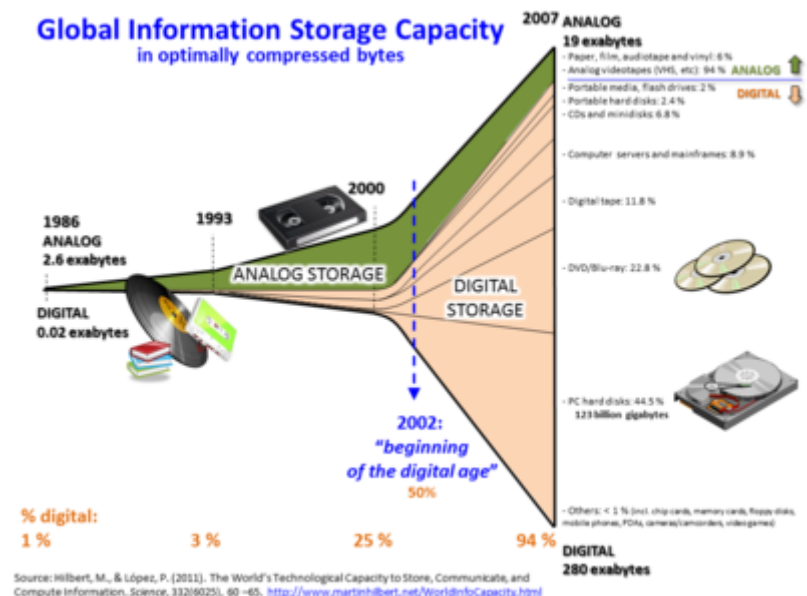 Global Information Storage Capacity
in optimally compressed bytes
2007 ANALOG
19 exabytes
- Paper, film, audiotape and vinyl: 6 %
- Analog videotapes (VHS, etc): 94 % ANALOG
- Portable media, flash drives: 2 % DIGITAL
- Portable hard disks: 2.4 %
- CDs and minidisks: 6.8 %
- Computer servers and mainframes: 8.9 %
- Digital tape: 11.8 %
- DVD/Blu-ray: 22.8 %
- PC hard disks: 44.5 %
123 billion gigabytes
- Others: < 1 % (incl. chip cards, memory cards, floppy disks,
mobile phones, PDAs, cameras/camcorders, video games)
DIGITAL
280 exabytes
2000
1993
1986
ANALOG
2.6 exabytes
DIGITAL
0.02 exabytes
ANALOG STORAGE
DIGITAL
STORAGE
2002:
"beginning
of the digital age"
50%
% digital:
1 % 3 % 25 % 94 %
Source: Hilbert, M., & López, P. (2011). The World's Technological Capacity to Store, Communicate, and
Compute Information. Science, 332(6025), 60 –65. http://www.martinhilbert.net/WorldInfoCapacity.html